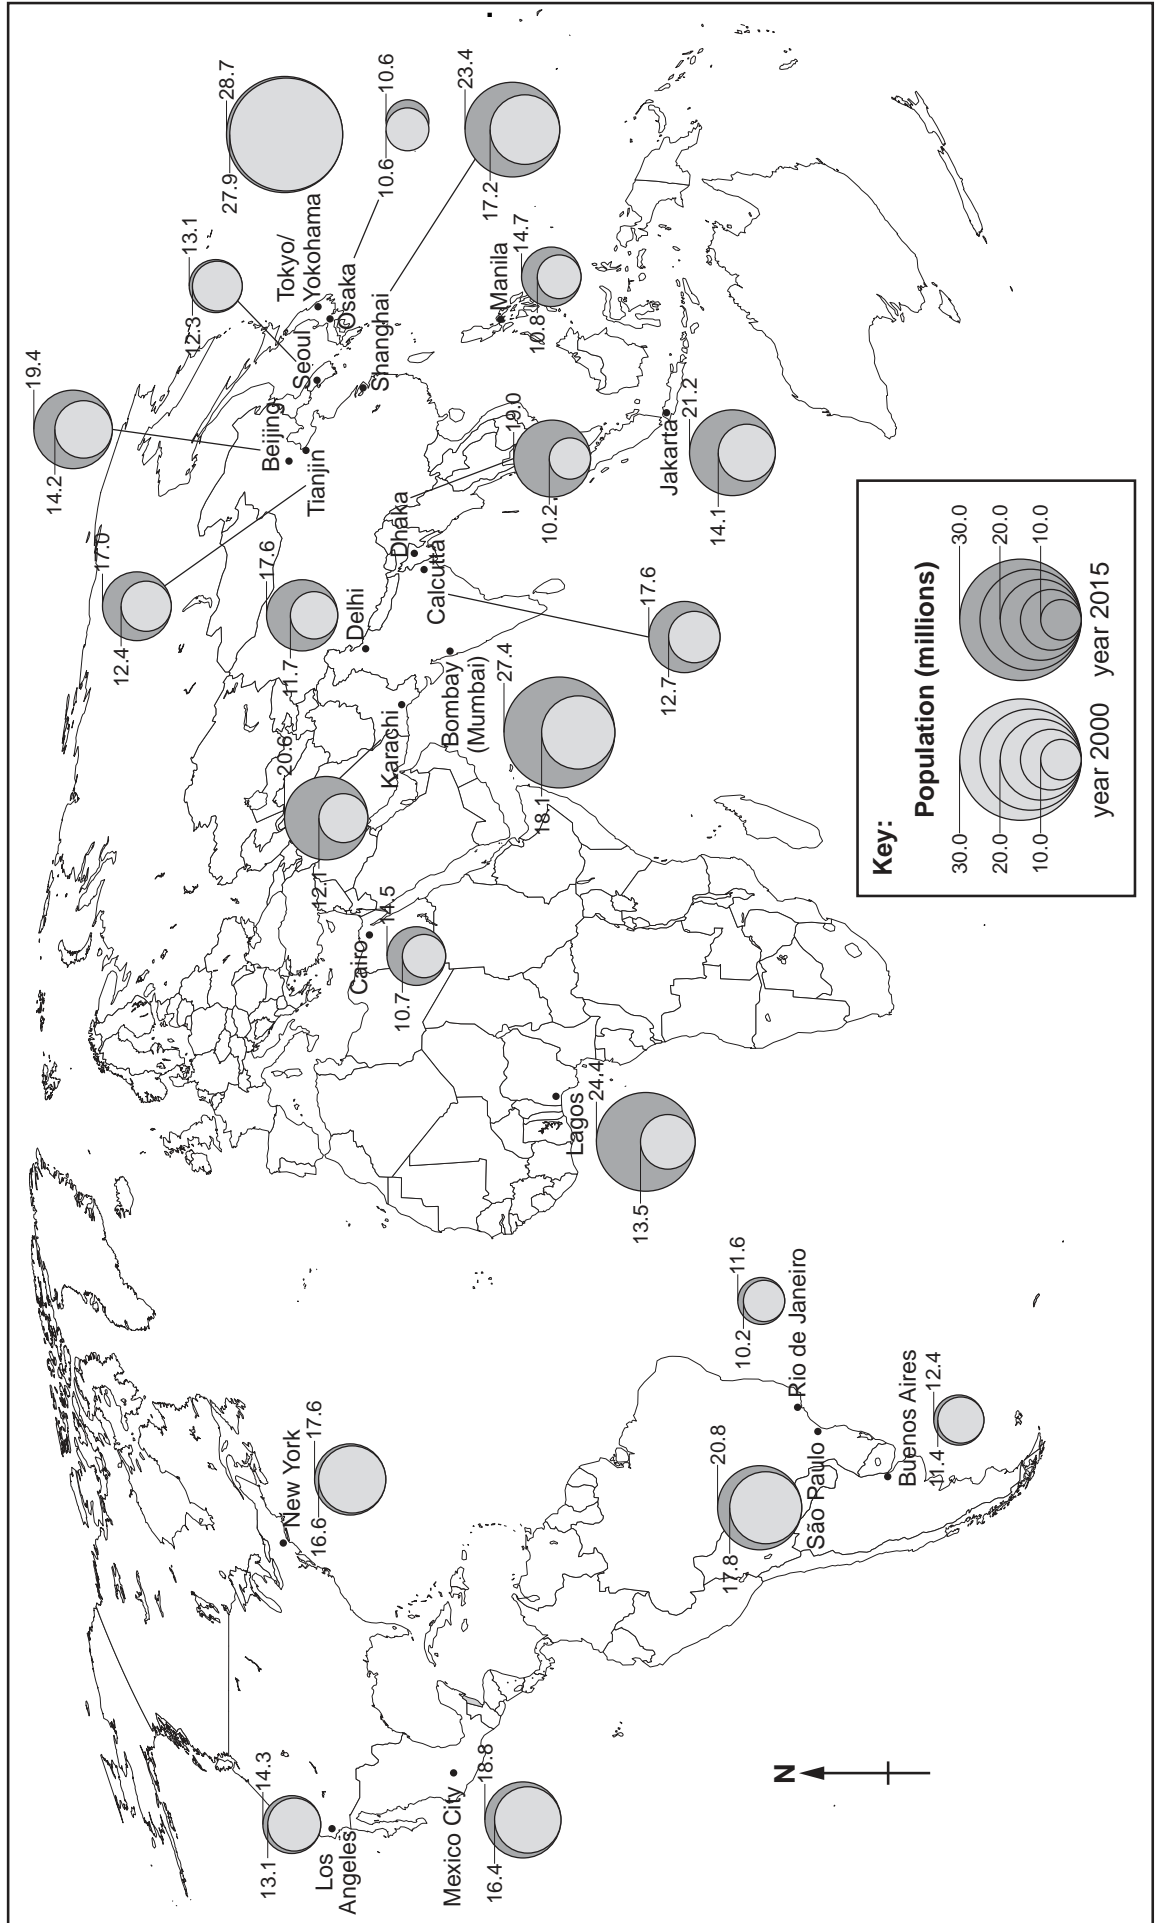 Los
Angeles
13.1
14.3
Mexico City
16.4
18.8
New York
16.6
17.6
São Paulo
17.8
20.8
Rio de Janeiro
10.2
11.6
Buenos Aires
11.4
12.4
Lagos
13.5
24.4
Cairo
10.7
14.5
Karachi
12.1
20.6
Bombay
(Mumbai)
18.1
27.4
Delhi
11.7
17.6
Calcutta
12.7
17.6
Dhaka
10.2
19.0
Tianjin
12.4
17.0
Beijing
14.2
19.4
Seoul
12.3
13.1
Tokyo/
Yokohama
27.9
28.7
Osaka
10.6
10.6
Shanghai
17.2
23.4
Manila
10.8
14.7
Jakarta
14.1
21.2
N
Key:
Population (millions)
30.0
20.0
10.0
30.0
20.0
10.0
year 2000
year 2015